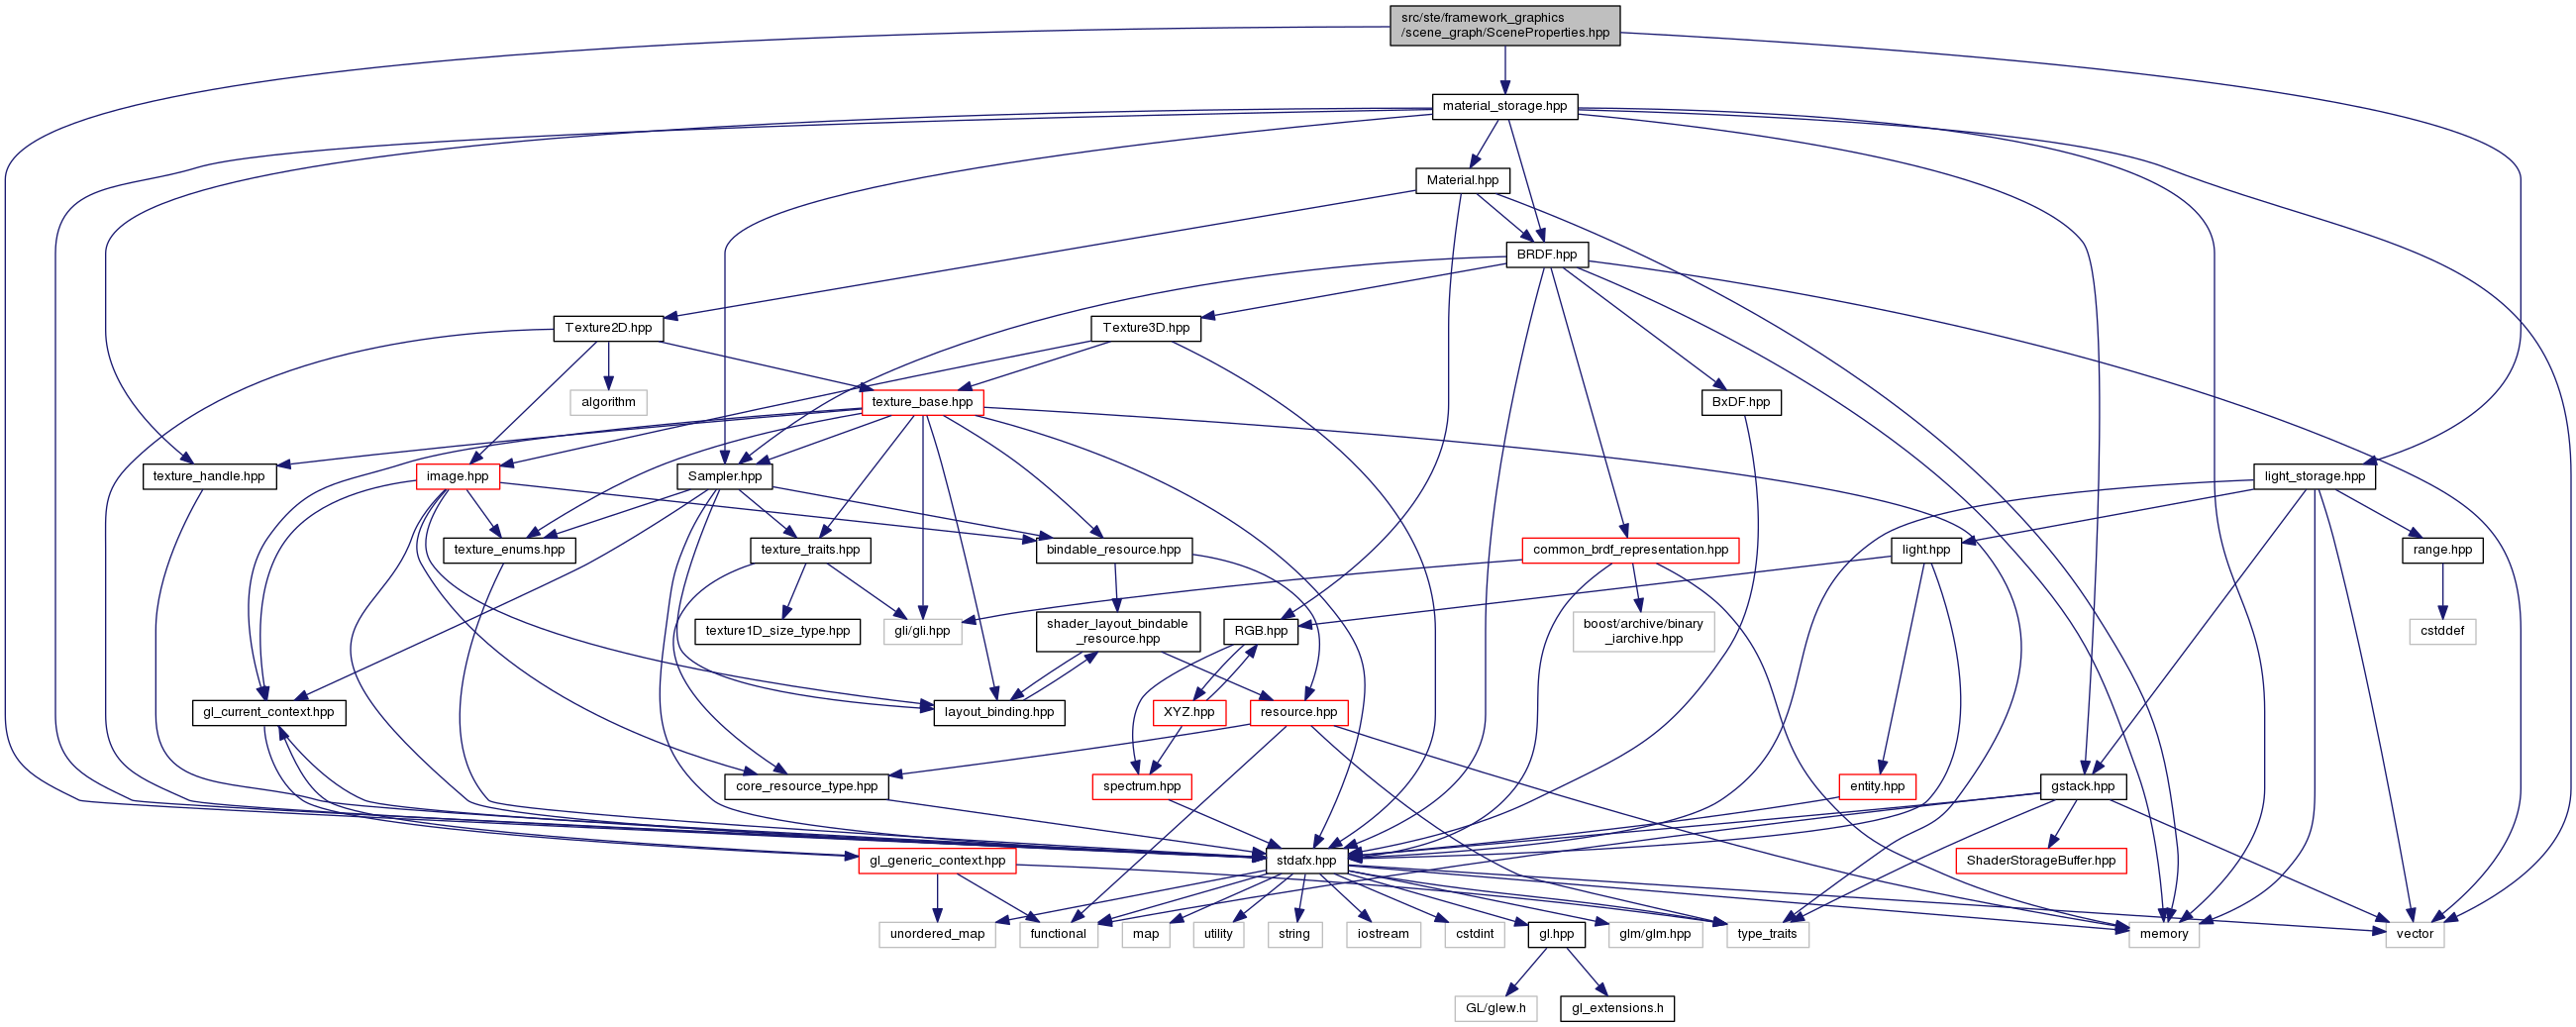 src/ste/framework_graphics
/scene_graph/SceneProperties.hpp
material_storage.hpp
Material.hpp
BRDF.hpp
Texture2D.hpp
Texture3D.hpp
algorithm
texture_base.hpp
BxDF.hpp
texture_handle.hpp
image.hpp
Sampler.hpp
light_storage.hpp
texture_enums.hpp
texture_traits.hpp
bindable_resource.hpp
common_brdf_representation.hpp
light.hpp
range.hpp
texture1D_size_type.hpp
gli/gli.hpp
shader_layout_bindable
_resource.hpp
RGB.hpp
boost/archive/binary
_iarchive.hpp
cstddef
gl_current_context.hpp
layout_binding.hpp
XYZ.hpp
resource.hpp
core_resource_type.hpp
spectrum.hpp
entity.hpp
gstack.hpp
gl_generic_context.hpp
stdafx.hpp
ShaderStorageBuffer.hpp
unordered_map
functional
map
utility
string
iostream
cstdint
gl.hpp
glm/glm.hpp
type_traits
memory
vector
GL/glew.h
gl_extensions.h